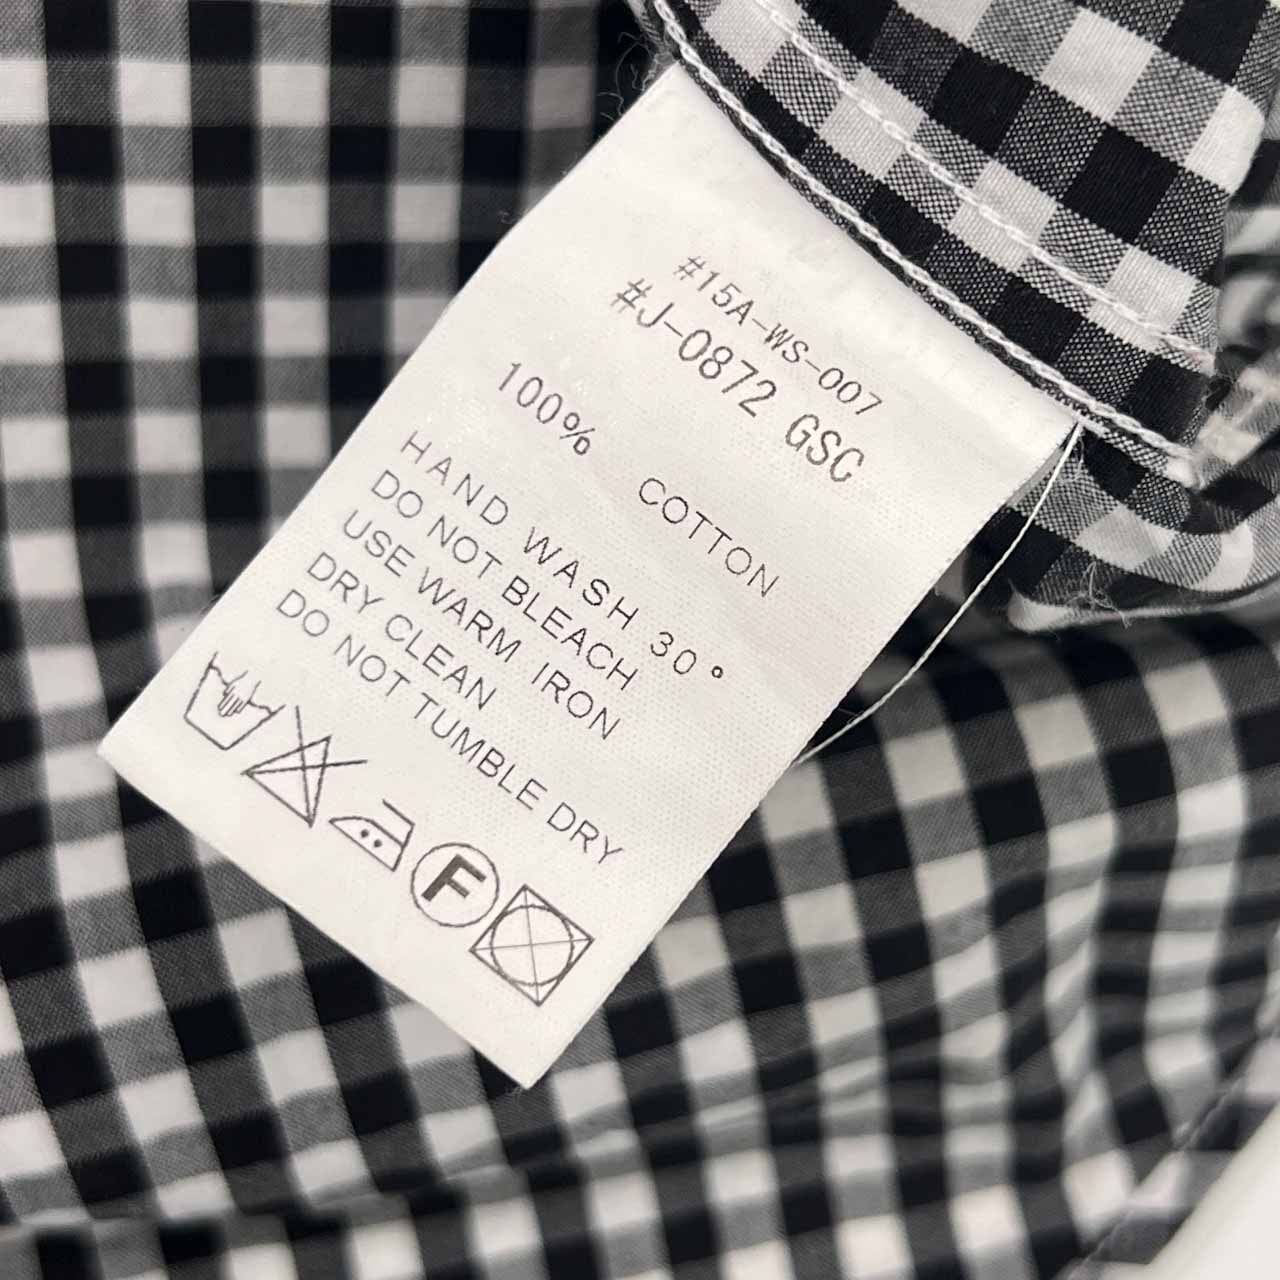 #15A-WS-007
#J-0872 GSC
100% COTTON
HAND WASH 30°
DO NOT BLEACH
USE WARM IRON
DRY CLEAN
DO NOT TUMBLE DRY
F